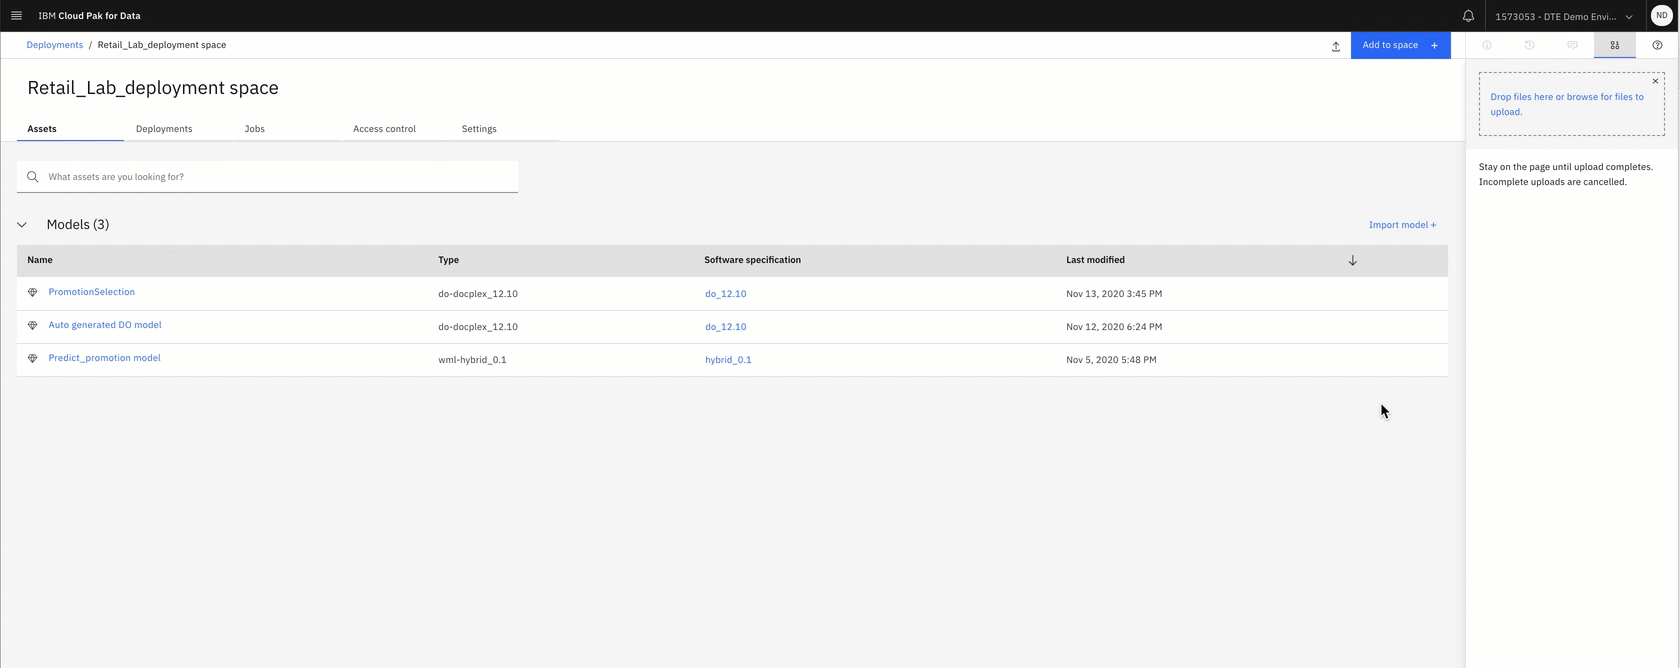 IBM Cloud Pak for Data
1573053 - DTE Demo Envi...
ND
Deployments / Retail_Lab_deployment space
Add to space +
Retail_Lab_deployment space
Assets Deployments Jobs Access control Settings
Drop files here or browse for files to
upload.
Stay on the page until upload completes.
Incomplete uploads are cancelled.
What assets are you looking for?
Models (3)
Import model +
Name Type Software specification Last modified
PromotionSelection do-docplex_12.10 do_12.10 Nov 13, 2020 3:45 PM
Auto generated DO model do-docplex_12.10 do_12.10 Nov 12, 2020 6:24 PM
Predict_promotion model wml-hybrid_0.1 hybrid_0.1 Nov 5, 2020 5:48 PM